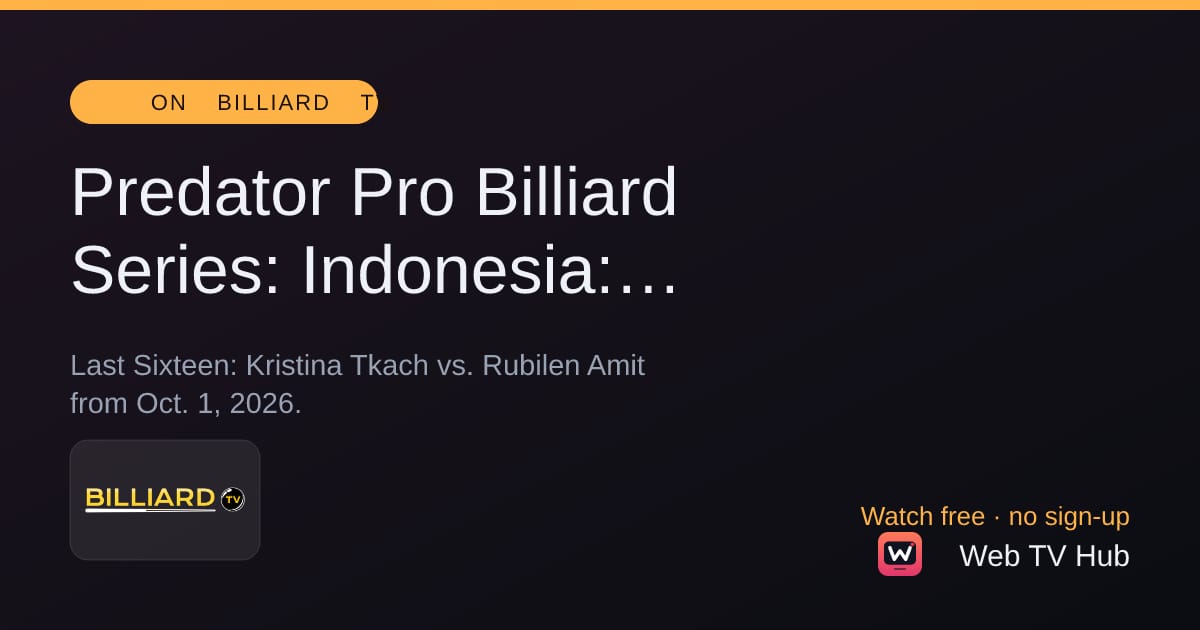 ON BILLIARD T
Predator Pro Billiard
Series: Indonesia:…
Last Sixteen: Kristina Tkach vs. Rubilen Amit
from Oct. 1, 2026.
BILLIARD TV
Watch free · no sign-up
W Web TV Hub